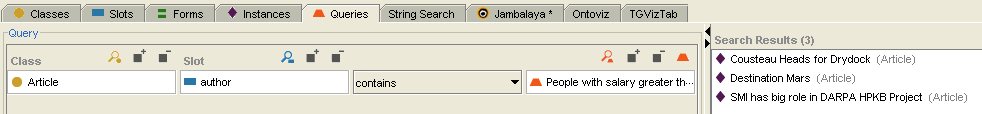 Classes Slots Forms Instances Queries String Search Jambalaya * Ontoviz TGVizTab
Query
Class Slot
Article author contains People with salary greater th...
Search Results (3)
Cousteau Heads for Drydock (Article)
Destination Mars (Article)
SMI has big role in DARPA HPKB Project (Article)